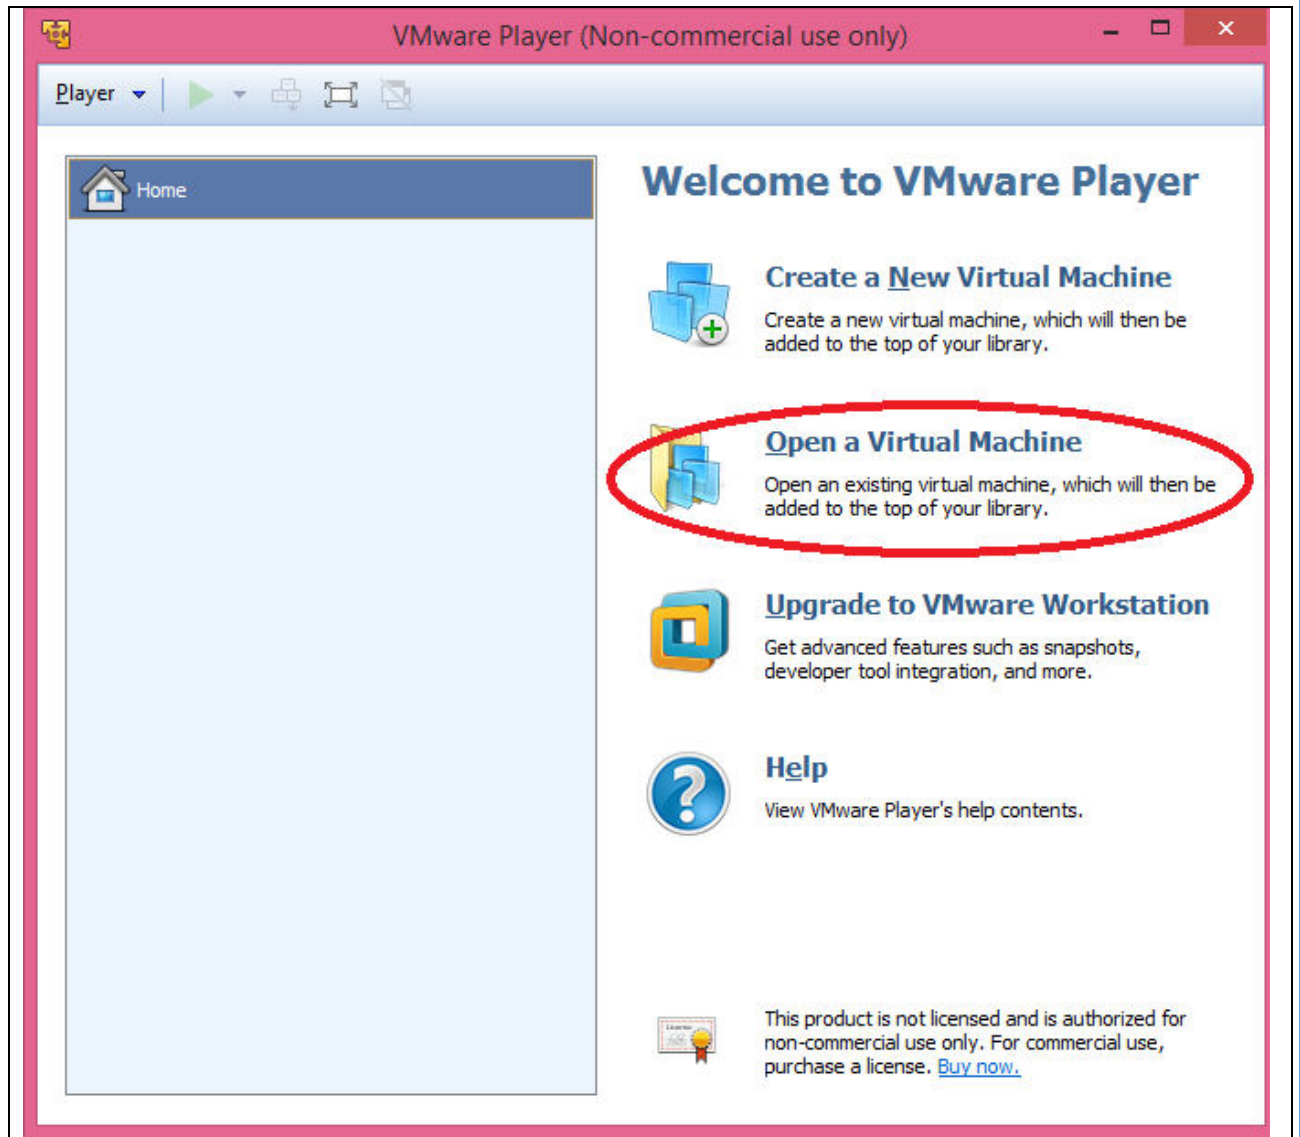 VMware Player (Non-commercial use only)
Player
Home
Welcome to VMware Player
Create a New Virtual Machine
Create a new virtual machine, which will then be
added to the top of your library.
Open a Virtual Machine
Open an existing virtual machine, which will then be
added to the top of your library.
Upgrade to VMware Workstation
Get advanced features such as snapshots,
developer tool integration, and more.
Help
View VMware Player's help contents.
This product is not licensed and is authorized for
non-commercial use only. For commercial use,
purchase a license. Buy now.